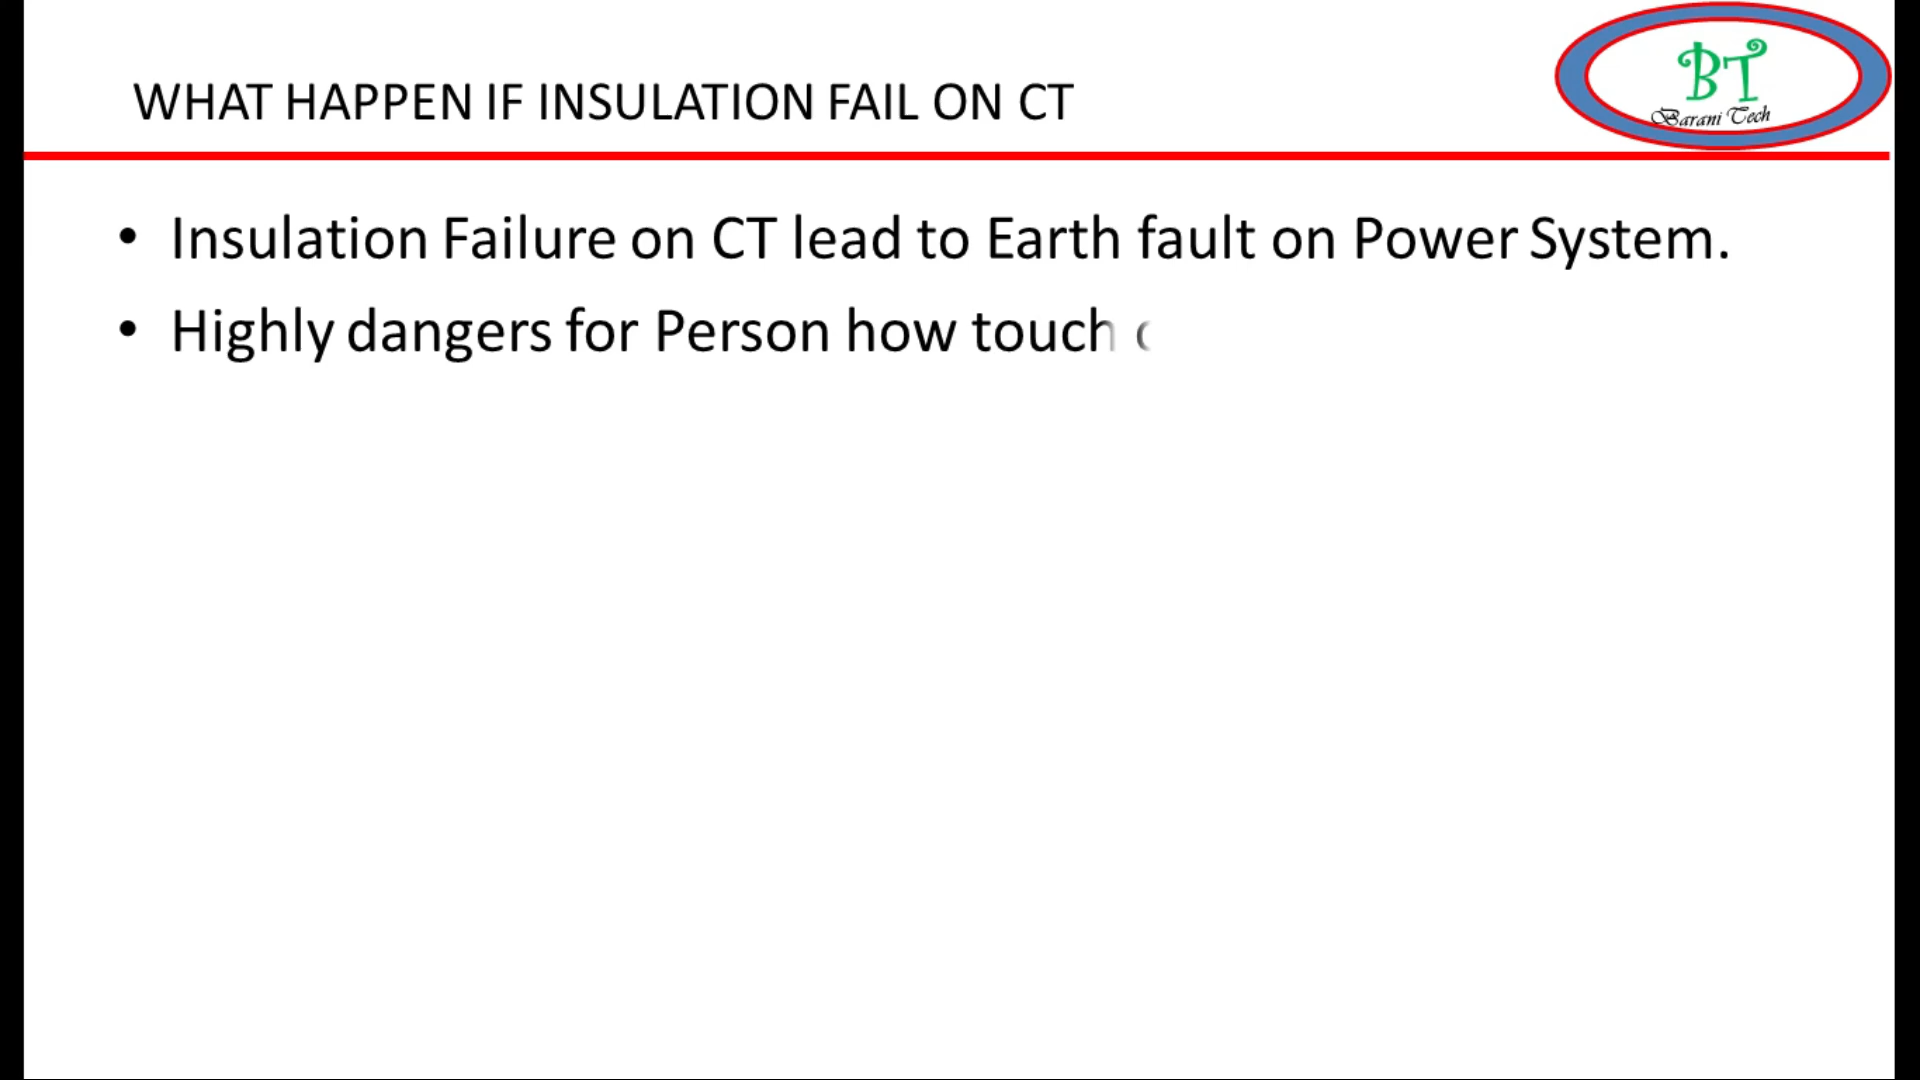 WHAT HAPPEN IF INSULATION FAIL ON CT
BT
Barani Tech
• Insulation Failure on CT lead to Earth fault on Power System.
• Highly dangers for Person how touch